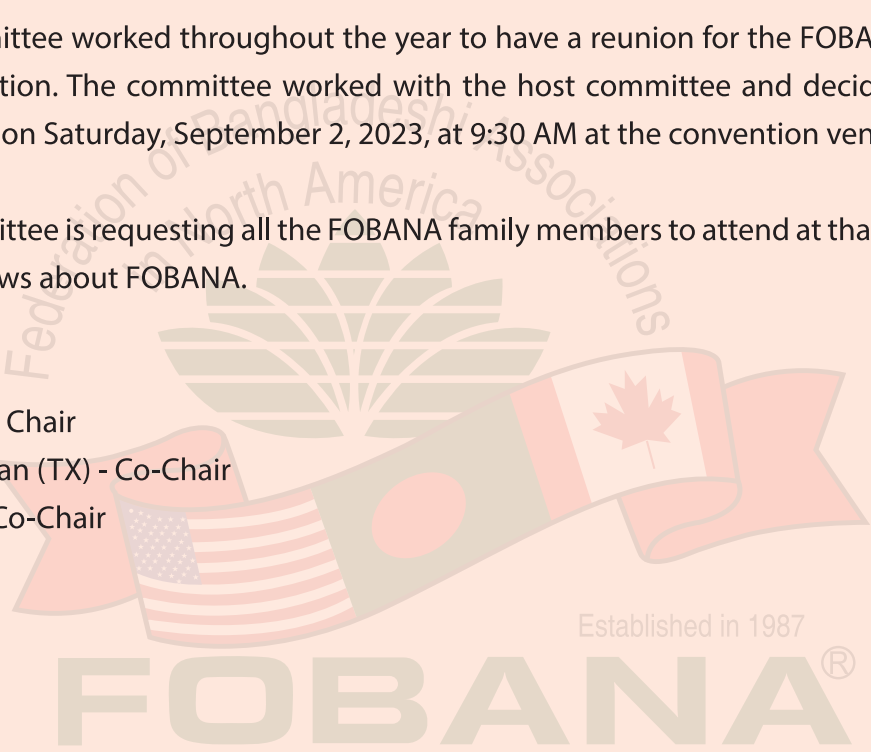 ittee worked throughout the year to have a reunion for the FOBA
tion. The committee worked with the host committee and decid
on Saturday, September 2, 2023, at 9:30 AM at the convention ven
ittee is requesting all the FOBANA family members to attend at tha
ws about FOBANA.
Chair
an (TX) - Co-Chair
Co-Chair
Federation of Bangladeshi Associations
in North America
Established in 1987
FOBANA®